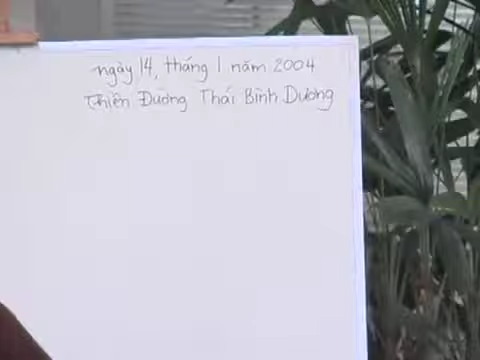 ngày 14, tháng 1 năm 2004
Thiên Đường Thái Bình Dương